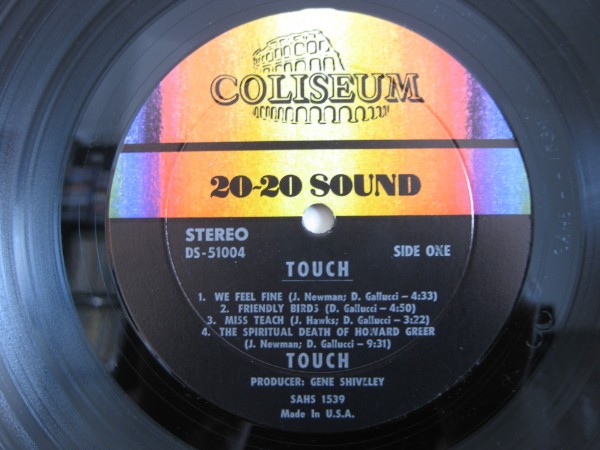 COLISEUM
20-20 SOUND
STEREO
DS-51004
SIDE ONE
TOUCH
1. WE FEEL FINE (J. Newman; D. Gallucci — 4:33)
2. FRIENDLY BIRDS (D. Gallucci — 4:50)
3. MISS TEACH (J. Hawks; D. Gallucci — 3:22)
4. THE SPIRITUAL DEATH OF HOWARD GREER
(J. Newman; D. Gallucci — 9:31)
TOUCH
PRODUCER: GENE SHIVELEY
SAHS 1539
Made In U.S.A.